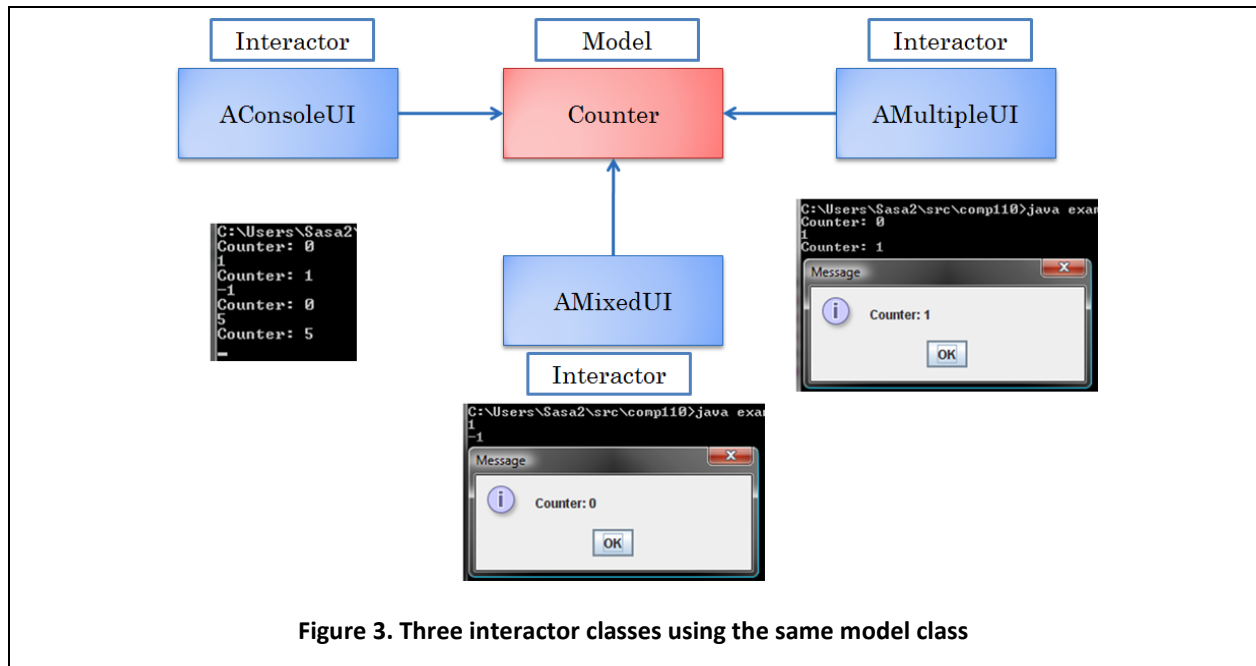 Interactor
Model
Interactor
AConsoleUI
Counter
AMultipleUI
C:\Users\Sasa2\
Counter: 0
1
Counter: 1
-1
Counter: 0
5
Counter: 5
C:\Users\Sasa2\src\comp110>java exam
Counter: 0
1
Counter: 1
Message
x
i
Counter: 1
OK
AMixedUI
Interactor
C:\Users\Sasa2\src\comp110>java exam
1
-1
Message
x
i
Counter: 0
OK
Figure 3. Three interactor classes using the same model class